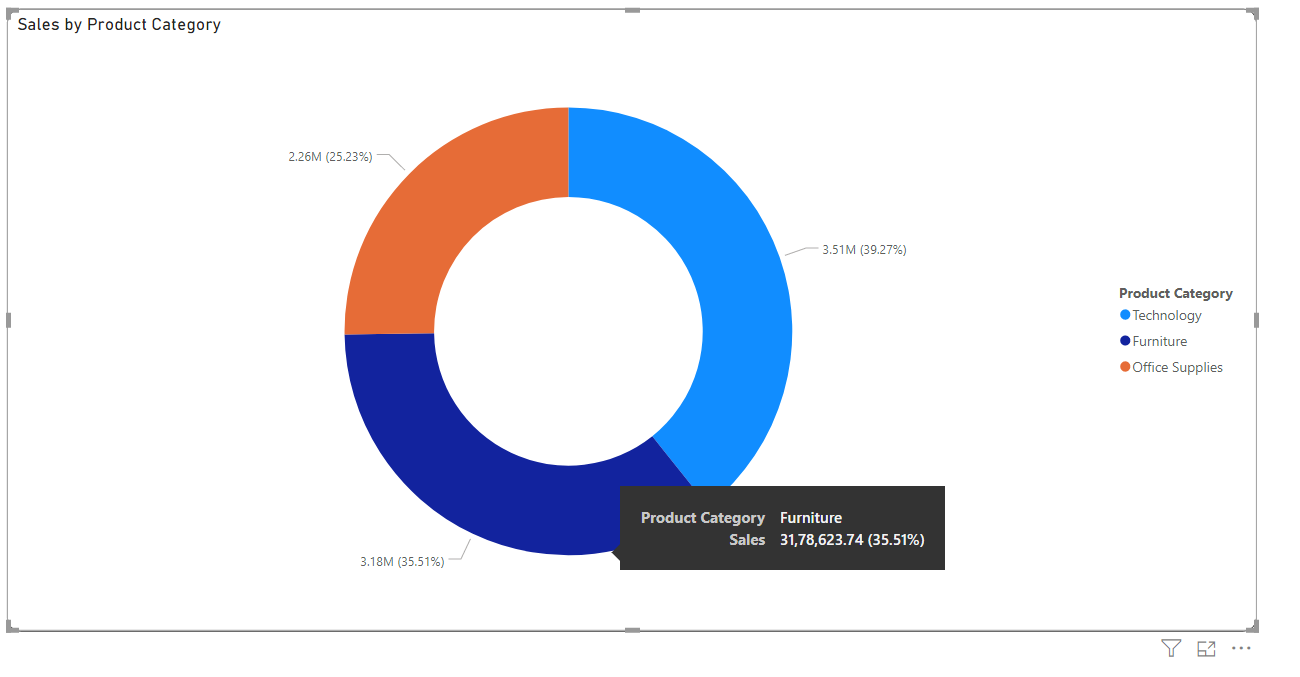 Sales by Product Category
2.26M (25.23%)
3.51M (39.27%)
Product Category
Technology
Furniture
Office Supplies
Product Category Furniture
Sales 31,78,623.74 (35.51%)
3.18M (35.51%)